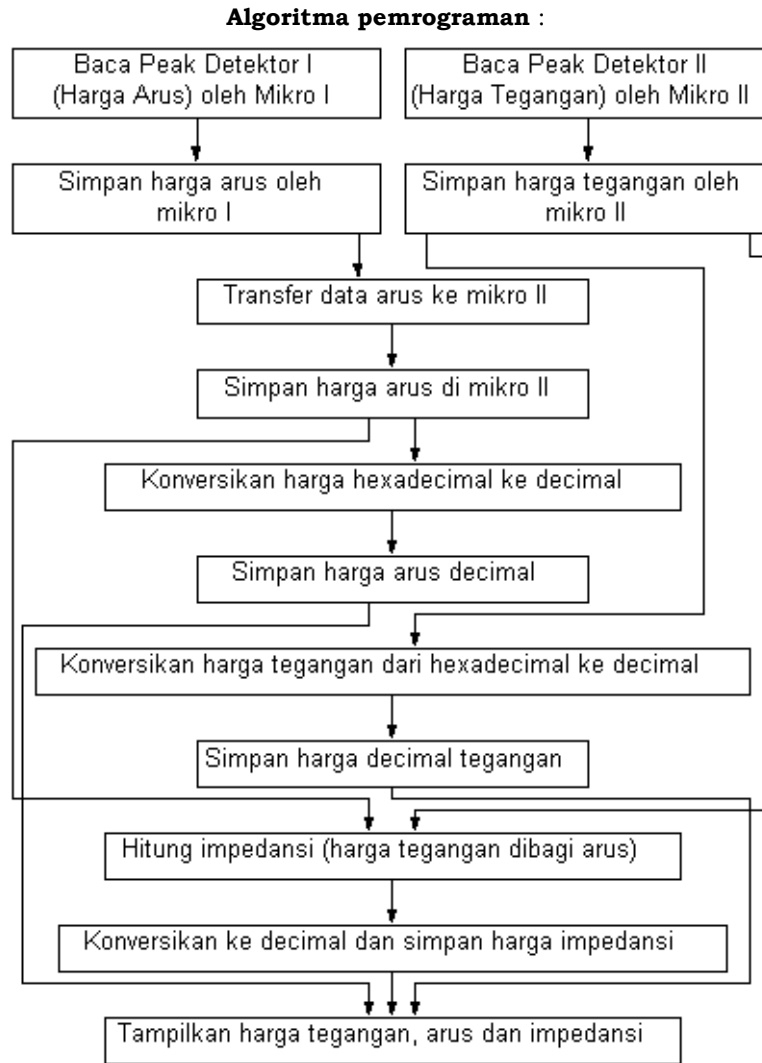 Algoritma pemrograman :
Baca Peak Detektor I
(Harga Arus) oleh Mikro I
Baca Peak Detektor II
(Harga Tegangan) oleh Mikro II
Simpan harga arus oleh
mikro I
Simpan harga tegangan oleh
mikro II
Transfer data arus ke mikro II
Simpan harga arus di mikro II
Konversikan harga hexadecimal ke decimal
Simpan harga arus decimal
Konversikan harga tegangan dari hexadecimal ke decimal
Simpan harga decimal tegangan
Hitung impedansi (harga tegangan dibagi arus)
Konversikan ke decimal dan simpan harga impedansi
Tampilkan harga tegangan, arus dan impedansi